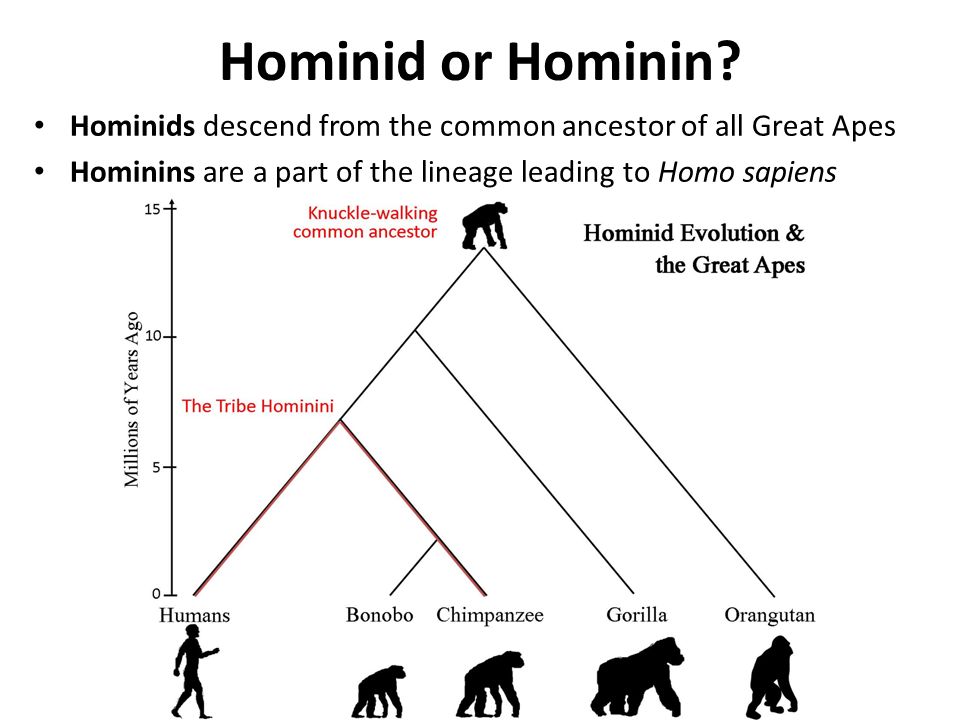 Hominid or Hominin?
• Hominids descend from the common ancestor of all Great Apes
• Hominins are a part of the lineage leading to Homo sapiens
15
Knuckle-walking
common ancestor
Hominid Evolution &
the Great Apes
Millions of Years Ago
10
The Tribe Hominini
5
0
Humans Bonobo Chimpanzee Gorilla Orangutan